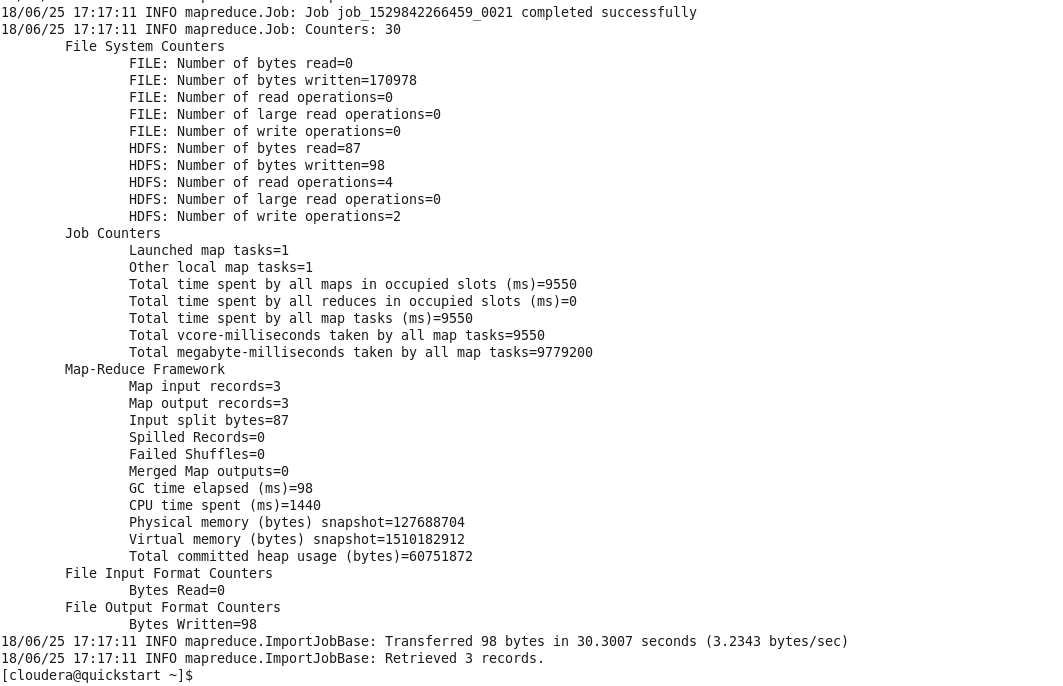 18/06/25 17:17:11 INFO mapreduce.Job: Job job_1529842266459_0021 completed successfully
18/06/25 17:17:11 INFO mapreduce.Job: Counters: 30
File System Counters
FILE: Number of bytes read=0
FILE: Number of bytes written=170978
FILE: Number of read operations=0
FILE: Number of large read operations=0
FILE: Number of write operations=0
HDFS: Number of bytes read=87
HDFS: Number of bytes written=98
HDFS: Number of read operations=4
HDFS: Number of large read operations=0
HDFS: Number of write operations=2
Job Counters
Launched map tasks=1
Other local map tasks=1
Total time spent by all maps in occupied slots (ms)=9550
Total time spent by all reduces in occupied slots (ms)=0
Total time spent by all map tasks (ms)=9550
Total vcore-milliseconds taken by all map tasks=9550
Total megabyte-milliseconds taken by all map tasks=9779200
Map-Reduce Framework
Map input records=3
Map output records=3
Input split bytes=87
Spilled Records=0
Failed Shuffles=0
Merged Map outputs=0
GC time elapsed (ms)=98
CPU time spent (ms)=1440
Physical memory (bytes) snapshot=127688704
Virtual memory (bytes) snapshot=1510182912
Total committed heap usage (bytes)=60751872
File Input Format Counters
Bytes Read=0
File Output Format Counters
Bytes Written=98
18/06/25 17:17:11 INFO mapreduce.ImportJobBase: Transferred 98 bytes in 30.3007 seconds (3.2343 bytes/sec)
18/06/25 17:17:11 INFO mapreduce.ImportJobBase: Retrieved 3 records.
[cloudera@quickstart ~]$